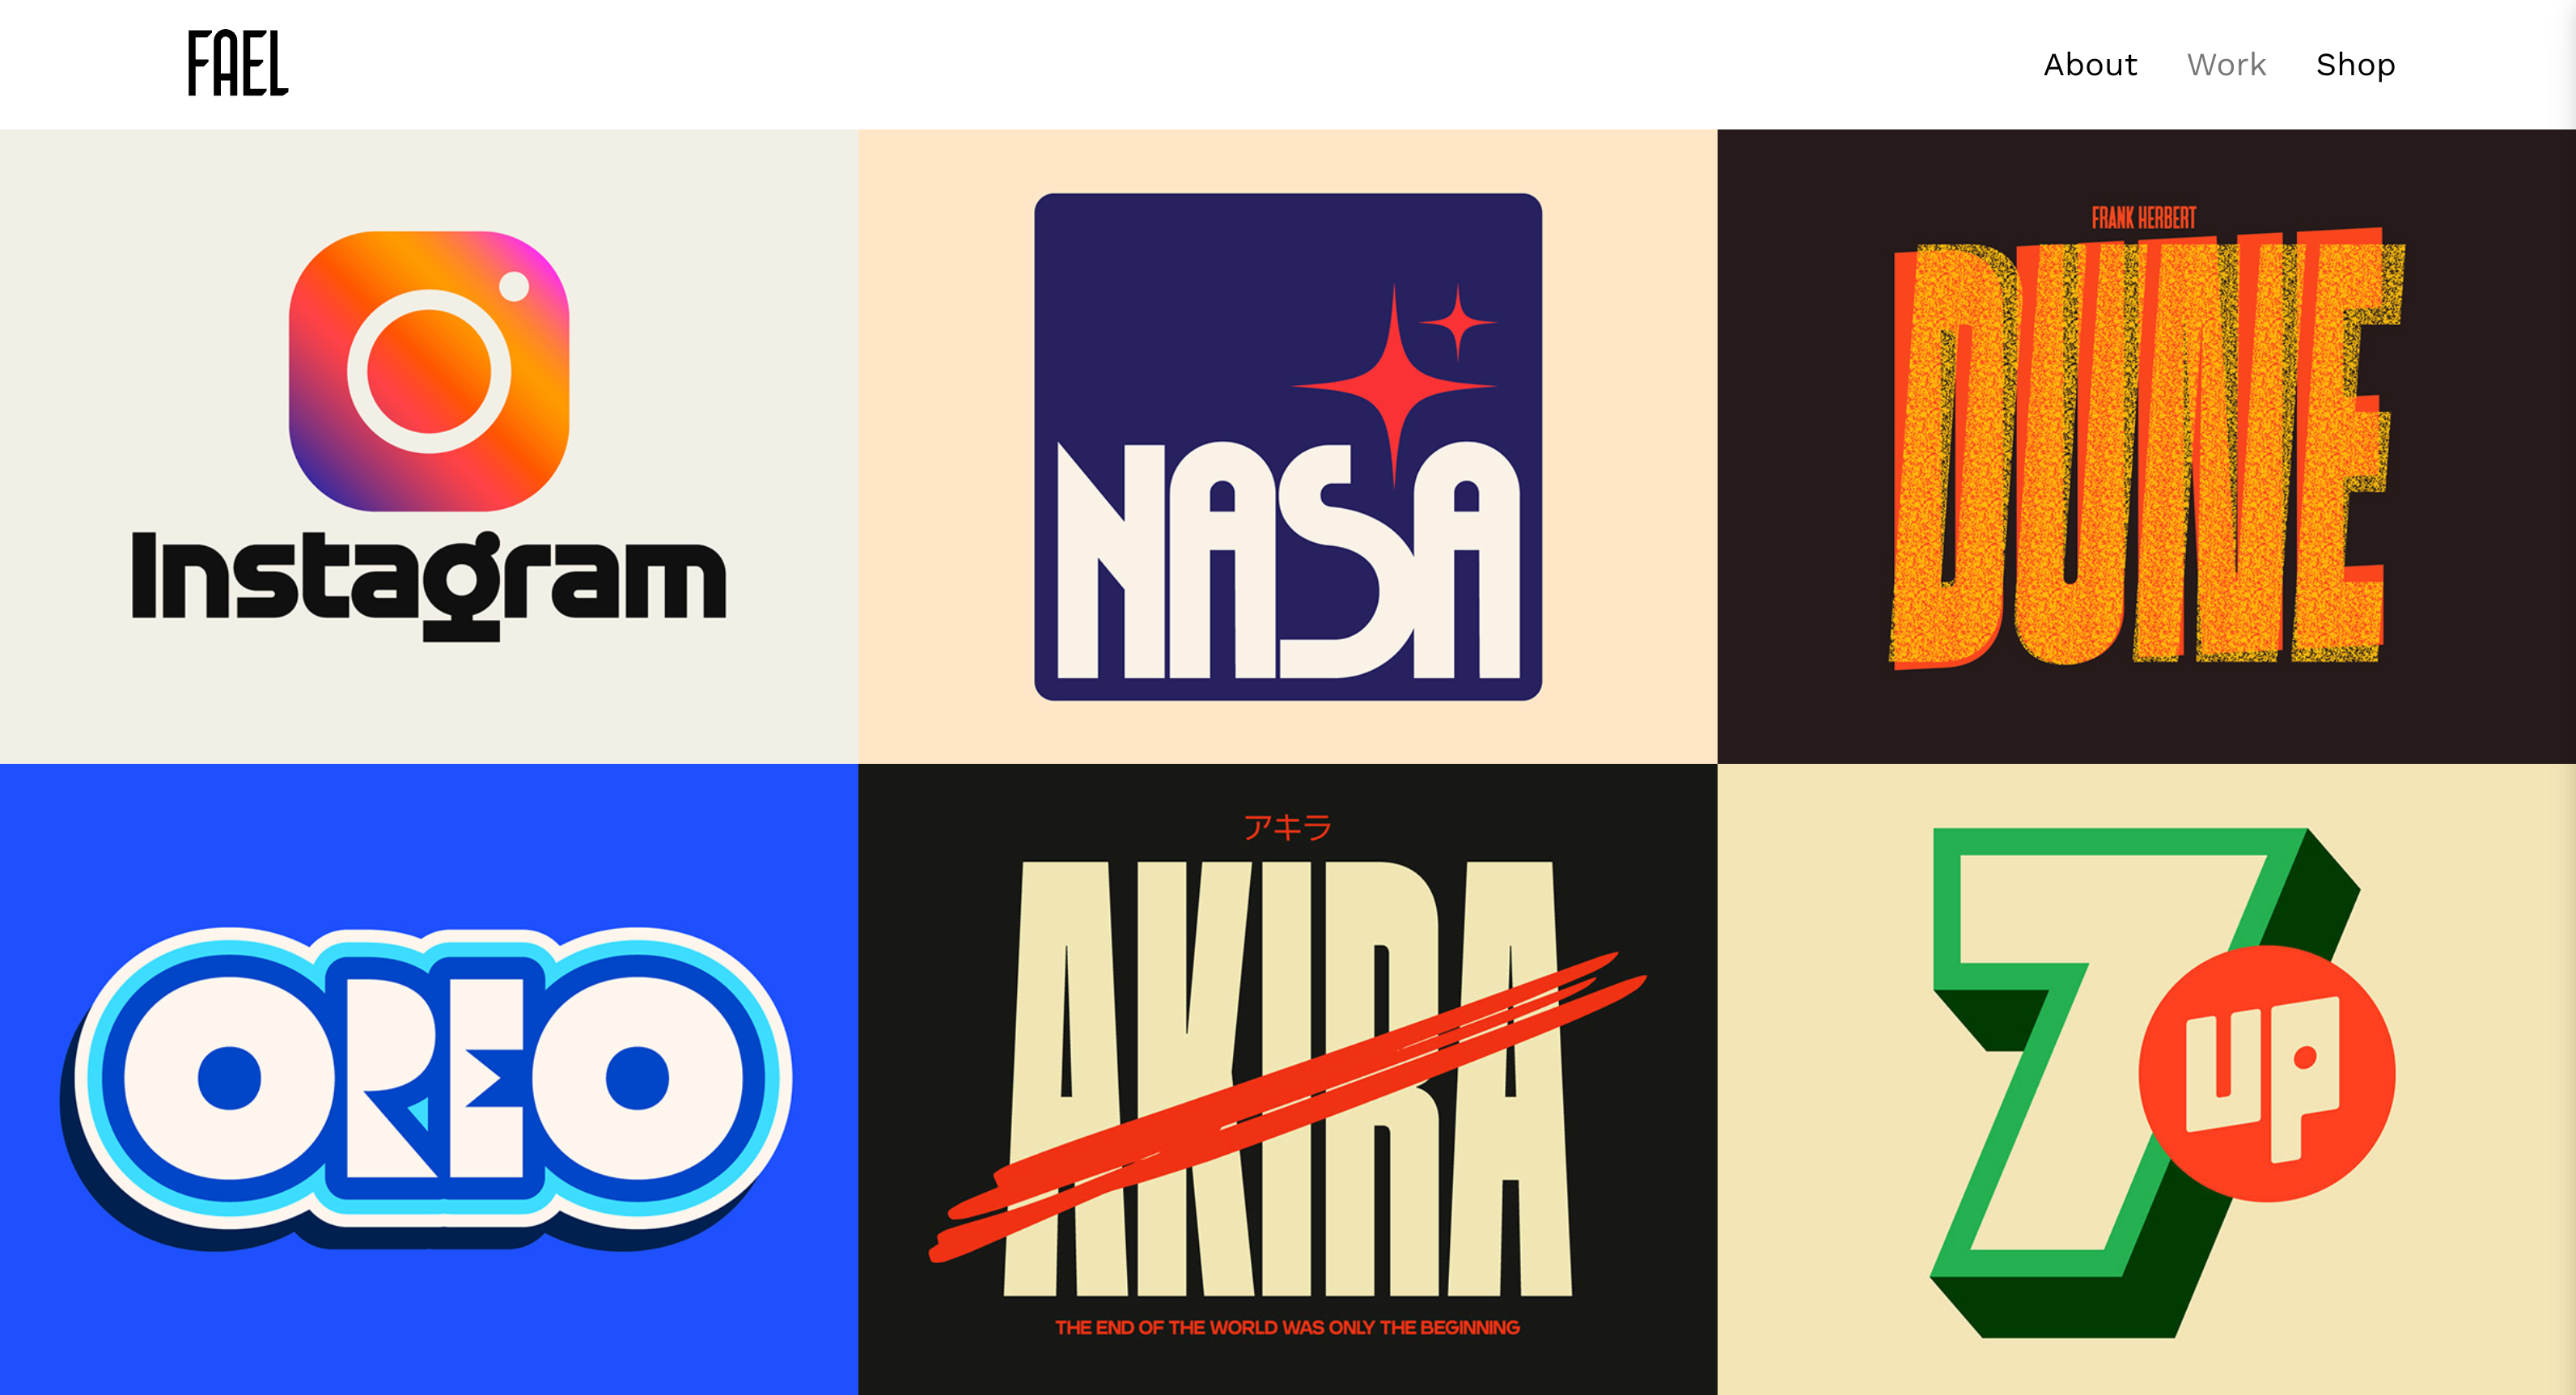 FAEL
About Work Shop
Instagram
NASA
FRANK HERBERT
DUNE
OREO
アキラ
AKIRA
THE END OF THE WORLD WAS ONLY THE BEGINNING
7
up